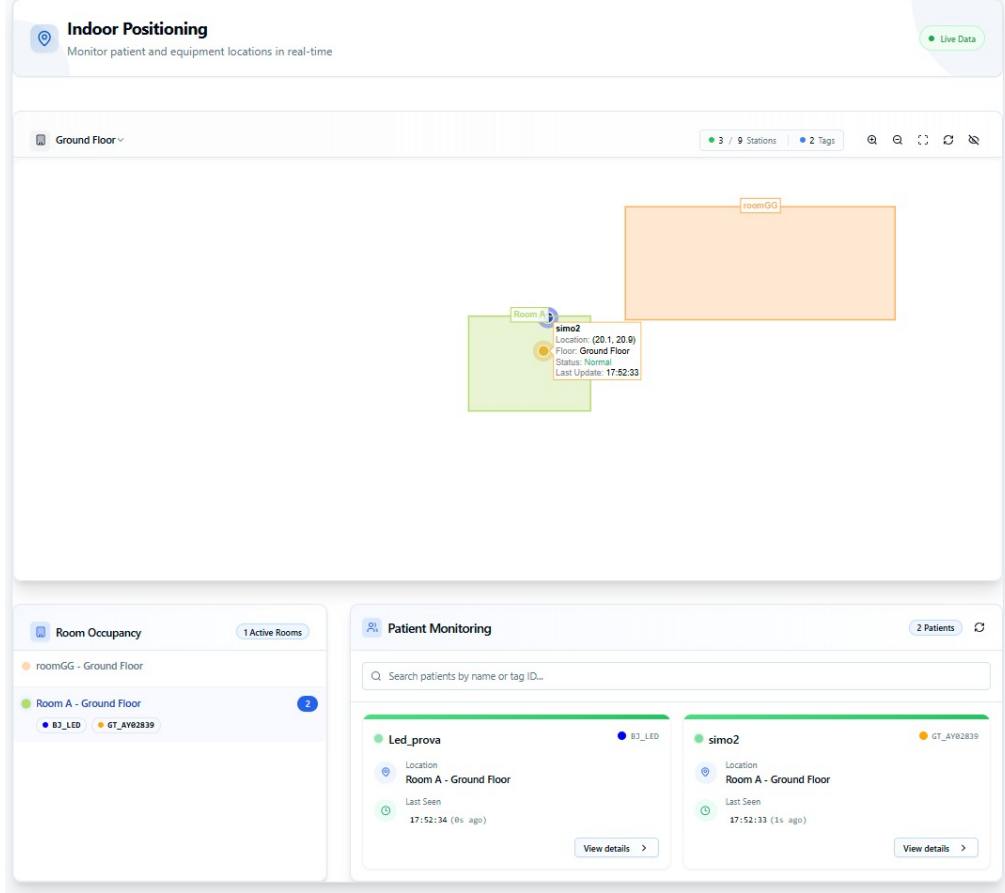 Indoor Positioning
Monitor patient and equipment locations in real-time
Live Data
Ground Floor
3 / 9 Stations
2 Tags
roomGG
Room A
simo2
Location: (20.1, 20.9)
Floor: Ground Floor
Status: Normal
Last Update: 17:52:33
Room Occupancy
1 Active Rooms
roomGG - Ground Floor
Room A - Ground Floor
2
BJ_LED
GT_AY02839
Patient Monitoring
2 Patients
Search patients by name or tag ID...
Led_prova
BJ_LED
Location
Room A - Ground Floor
Last Seen
17:52:34 (0s ago)
View details
simo2
GT_AY02839
Location
Room A - Ground Floor
Last Seen
17:52:33 (1s ago)
View details